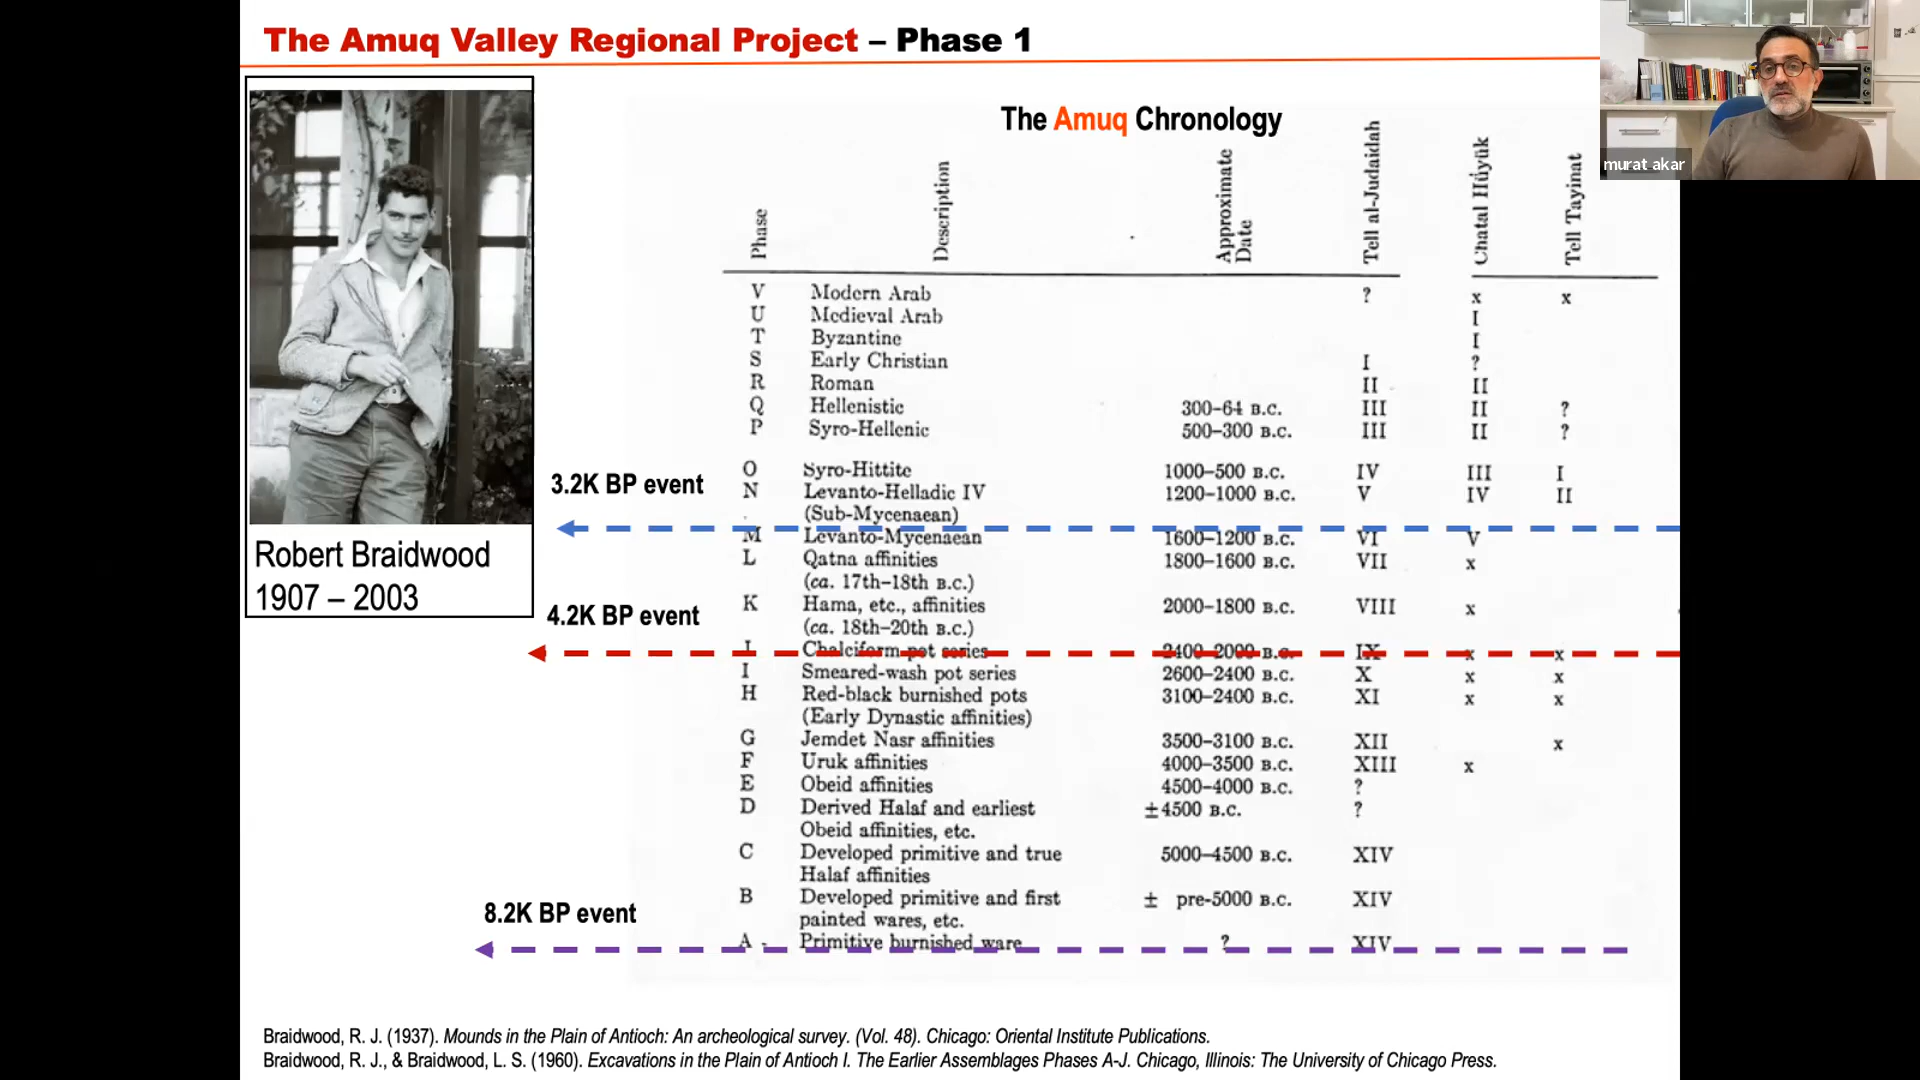 The Amuq Valley Regional Project – Phase 1
murat akar
The Amuq Chronology
Phase Description Approximate Date Tell al-Judaidah Chatal Hüyük Tell Tayinat
V Modern Arab ? x x
U Medieval Arab I
T Byzantine I
S Early Christian I ?
R Roman II II
Q Hellenistic 300–64 B.C. III II ?
P Syro-Hellenic 500–300 B.C. III II ?
O Syro-Hittite 1000–500 B.C. IV III I
3.2K BP event
N Levanto-Helladic IV 1200–1000 B.C. V IV II
(Sub-Mycenaean)
M Levanto-Mycenaean 1600–1200 B.C. VI V
L Qatna affinities 1800–1600 B.C. VII x
(ca. 17th–18th B.C.)
K Hama, etc., affinities 2000–1800 B.C. VIII x
(ca. 18th–20th B.C.)
4.2K BP event
Chalciform pot series 2400–2000 B.C. IX x x
I Smeared-wash pot series 2600–2400 B.C. X x x
H Red-black burnished pots 3100–2400 B.C. XI x x
(Early Dynastic affinities)
G Jemdet Nasr affinities 3500–3100 B.C. XII x
F Uruk affinities 4000–3500 B.C. XIII x
E Obeid affinities 4500–4000 B.C. ?
D Derived Halaf and earliest ±4500 B.C. ?
Obeid affinities, etc.
C Developed primitive and true 5000–4500 B.C. XIV
Halaf affinities
B Developed primitive and first ± pre-5000 B.C. XIV
painted wares, etc.
8.2K BP event
A Primitive burnished ware ? XIV
Robert Braidwood
1907 – 2003
Braidwood, R. J. (1937). Mounds in the Plain of Antioch: An archeological survey. (Vol. 48). Chicago: Oriental Institute Publications.
Braidwood, R. J., & Braidwood, L. S. (1960). Excavations in the Plain of Antioch I. The Earlier Assemblages Phases A-J. Chicago, Illinois: The University of Chicago Press.